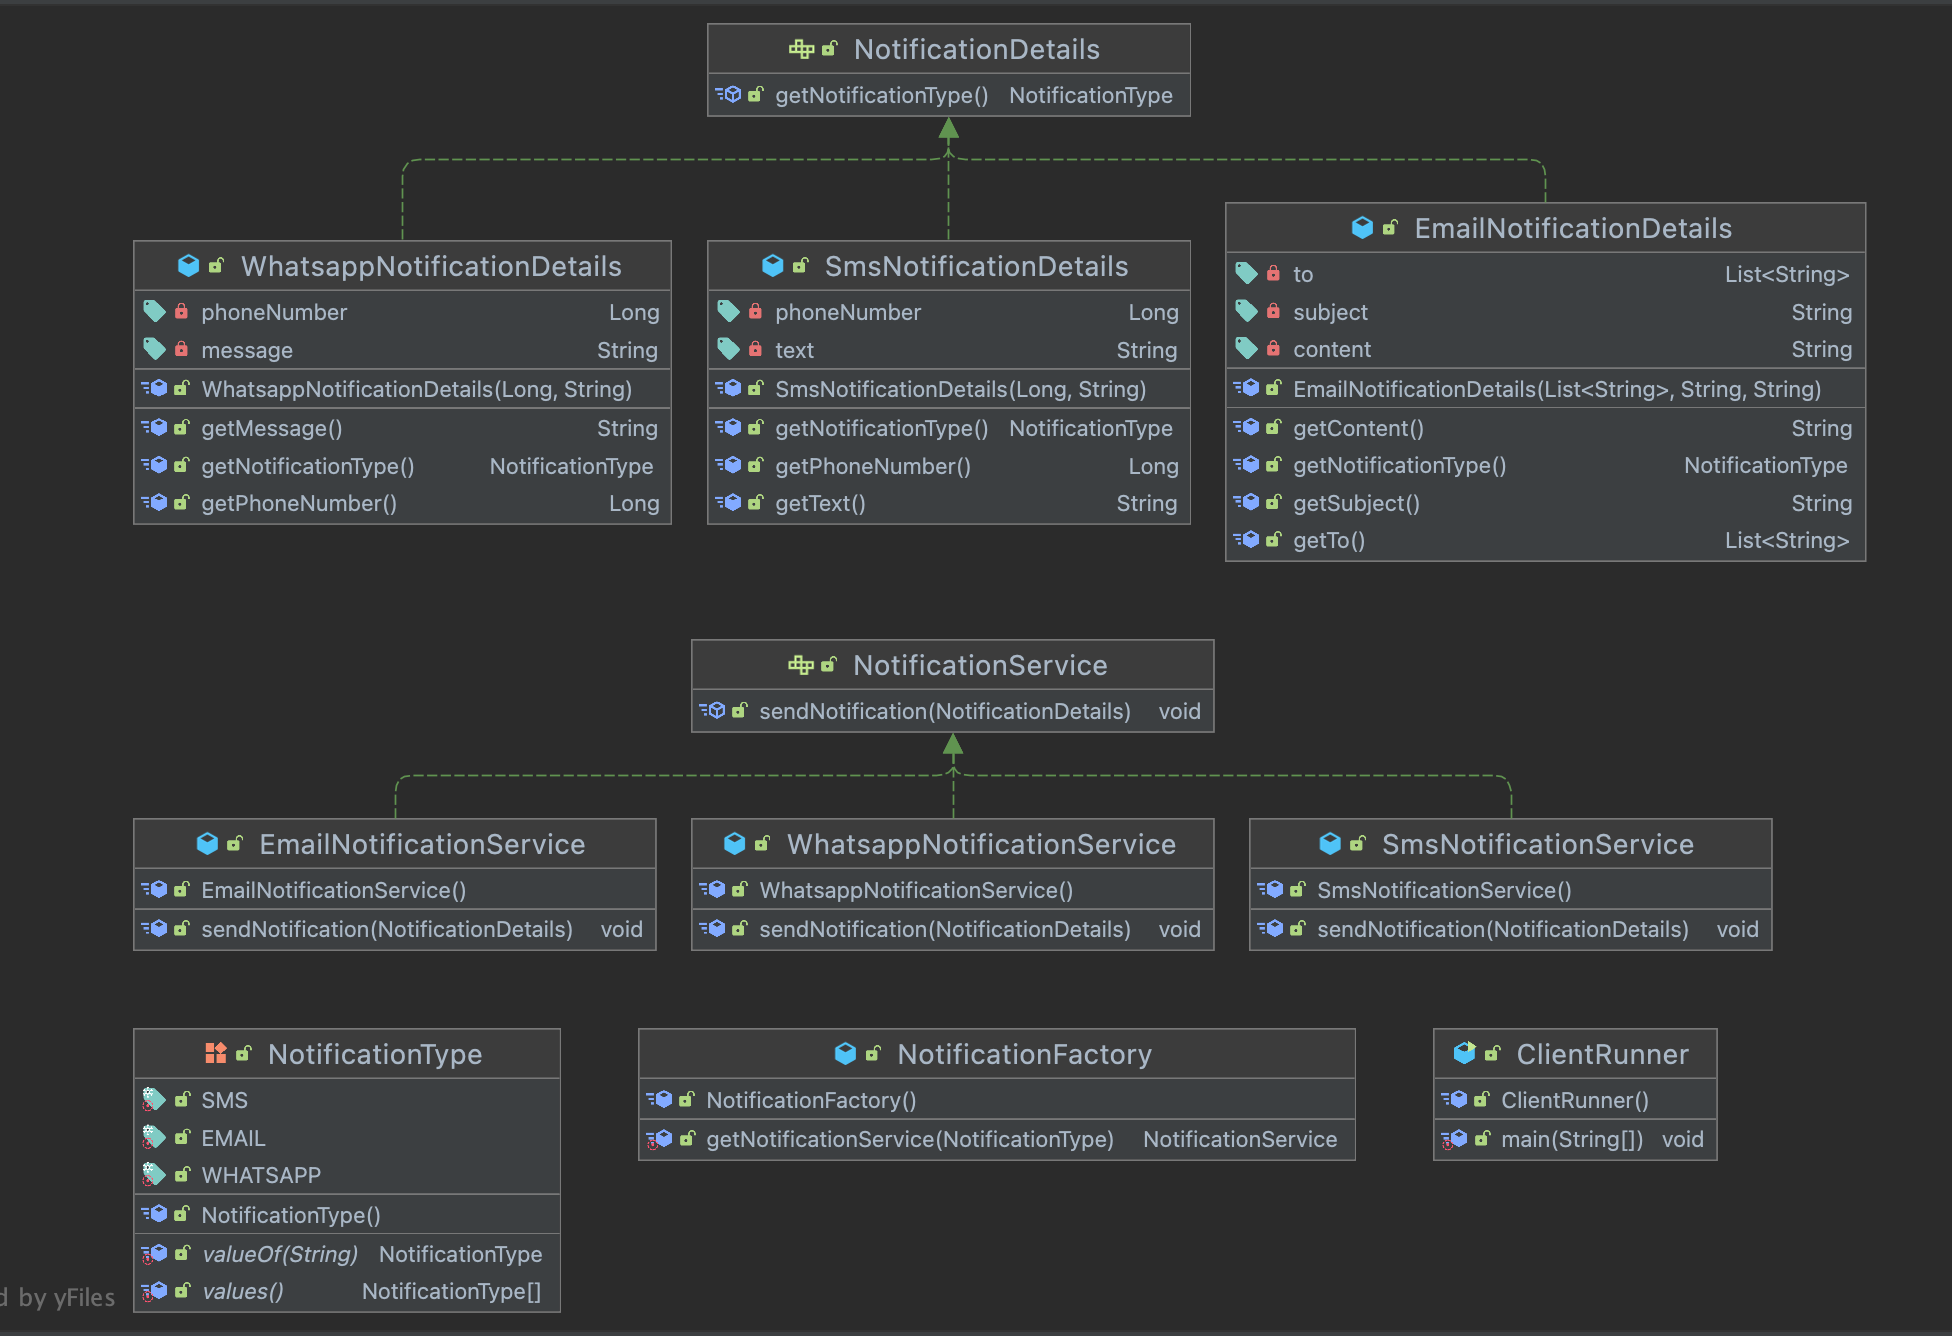 NotificationDetails
getNotificationType() NotificationType
WhatsappNotificationDetails
phoneNumber Long
message String
WhatsappNotificationDetails(Long, String)
getMessage() String
getNotificationType() NotificationType
getPhoneNumber() Long
SmsNotificationDetails
phoneNumber Long
text String
SmsNotificationDetails(Long, String)
getNotificationType() NotificationType
getPhoneNumber() Long
getText() String
EmailNotificationDetails
to List<String>
subject String
content String
EmailNotificationDetails(List<String>, String, String)
getContent() String
getNotificationType() NotificationType
getSubject() String
getTo() List<String>
NotificationService
sendNotification(NotificationDetails) void
EmailNotificationService
EmailNotificationService()
sendNotification(NotificationDetails) void
WhatsappNotificationService
WhatsappNotificationService()
sendNotification(NotificationDetails) void
SmsNotificationService
SmsNotificationService()
sendNotification(NotificationDetails) void
NotificationType
SMS
EMAIL
WHATSAPP
NotificationType()
valueOf(String) NotificationType
values() NotificationType[]
NotificationFactory
NotificationFactory()
getNotificationService(NotificationType) NotificationService
ClientRunner
ClientRunner()
main(String[]) void
by yFiles